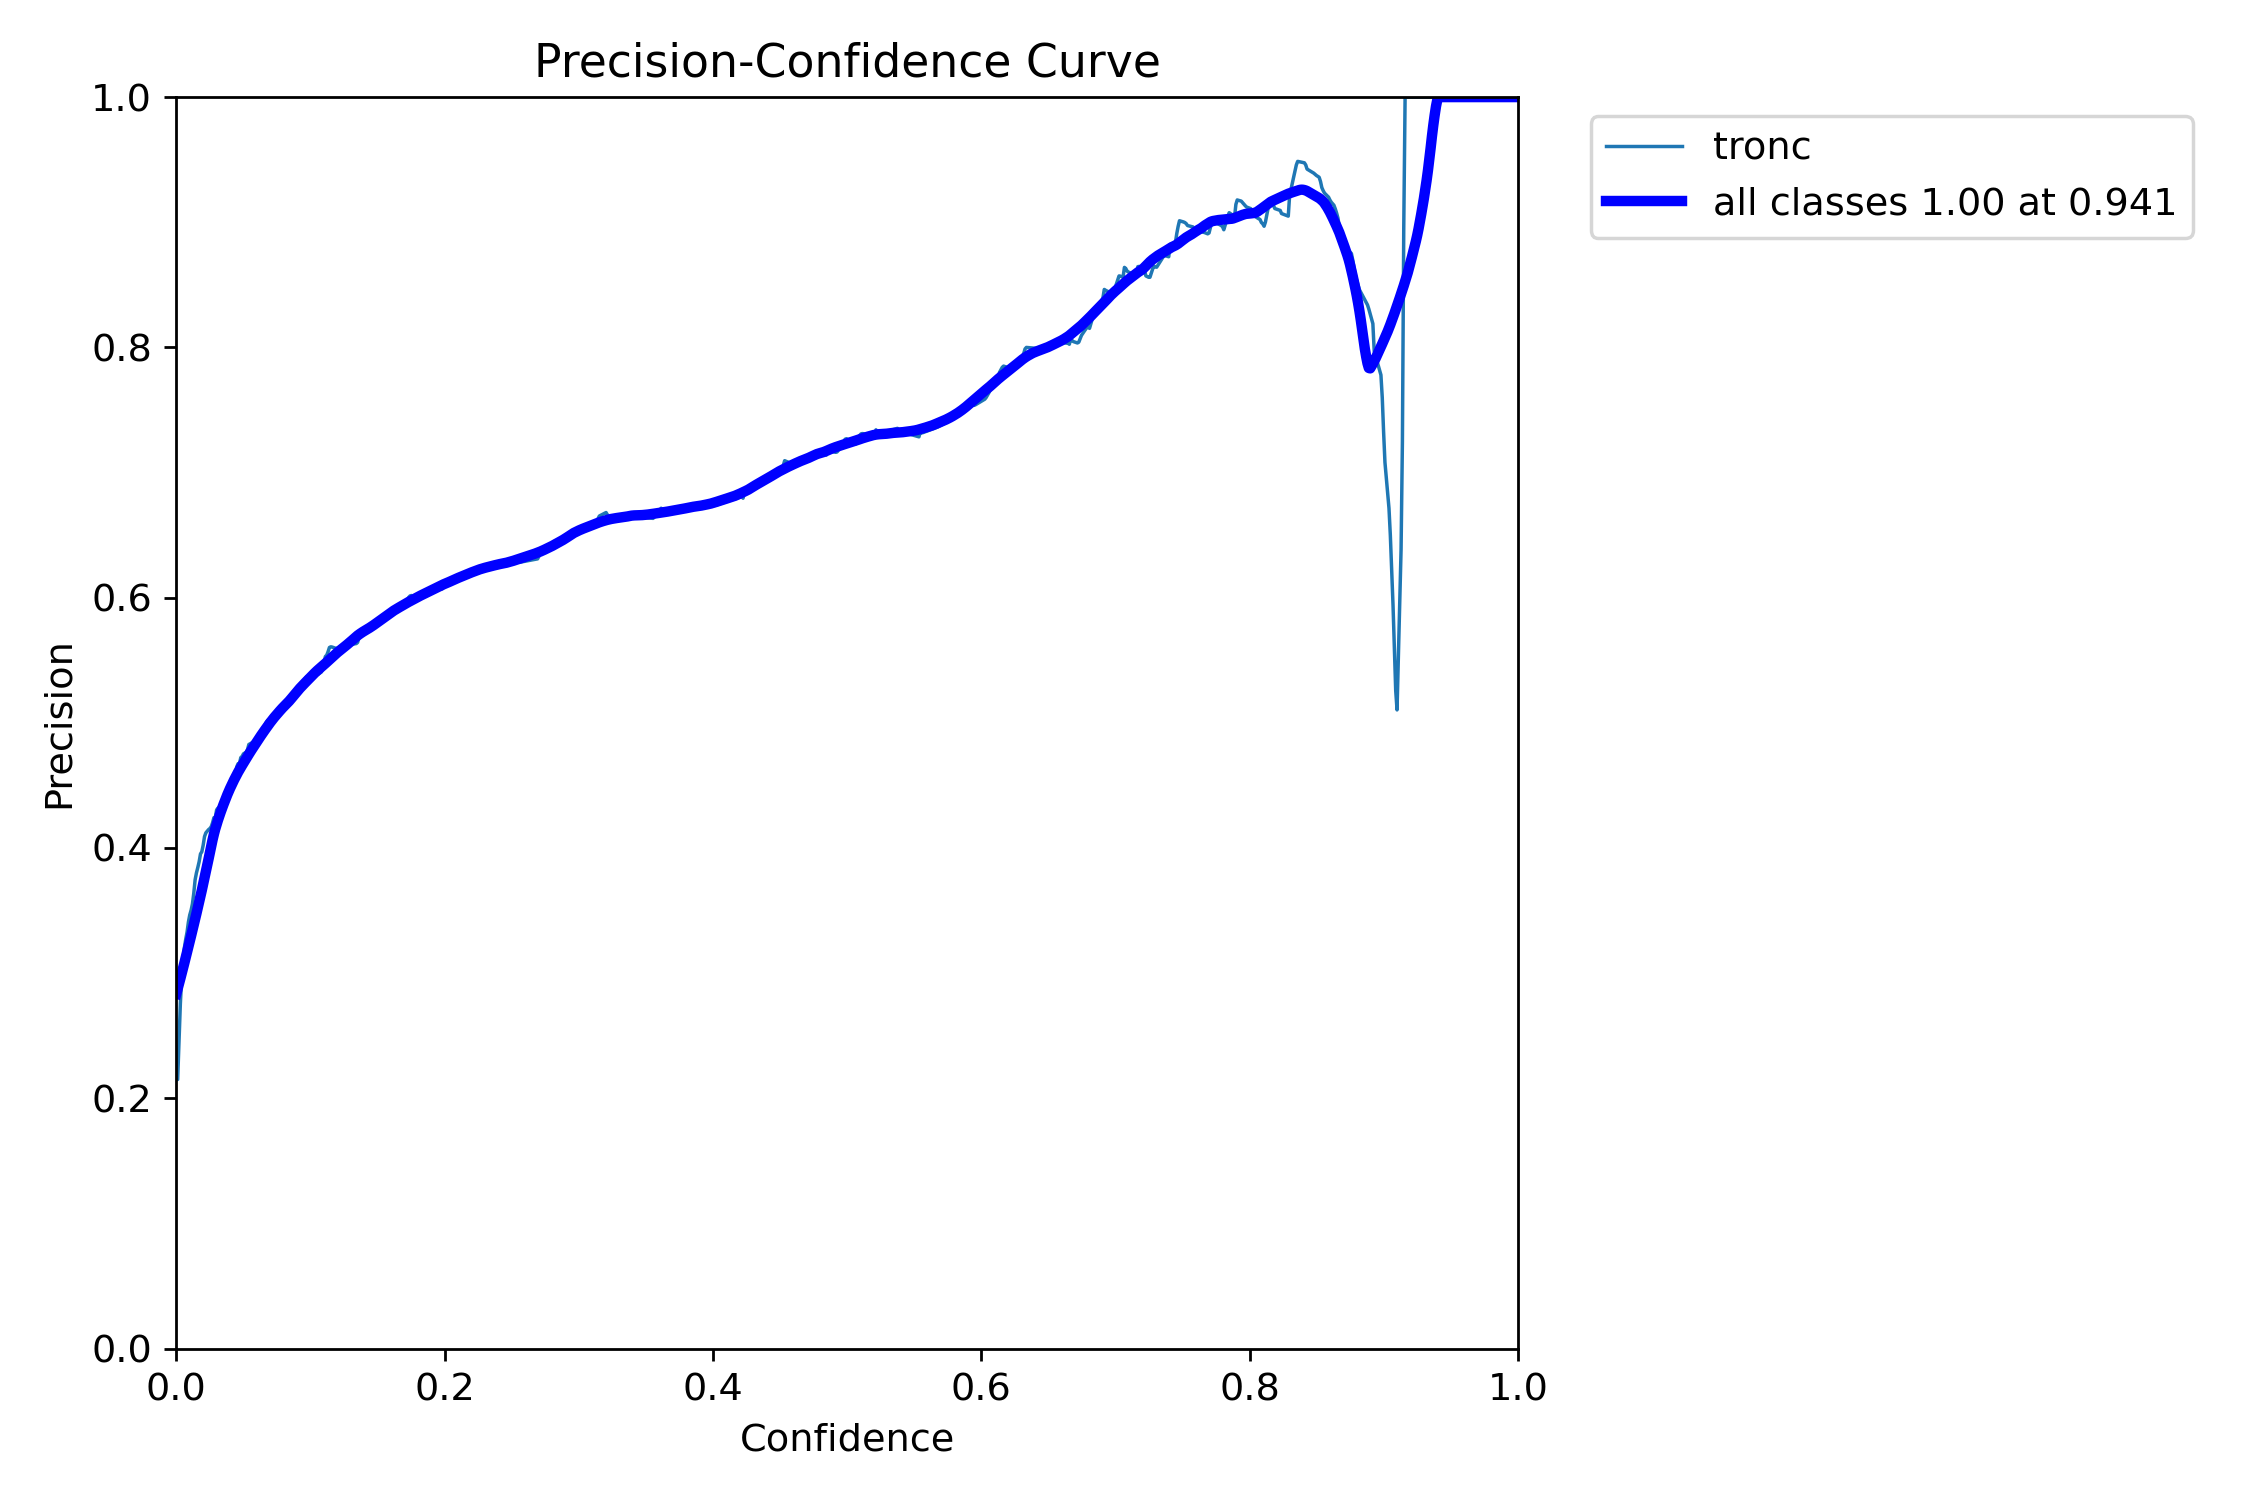 Precision-Confidence Curve
1.0
0.8
0.6
0.4
0.2
0.0
Precision
0.0 0.2 0.4 0.6 0.8 1.0
Confidence
tronc
all classes 1.00 at 0.941